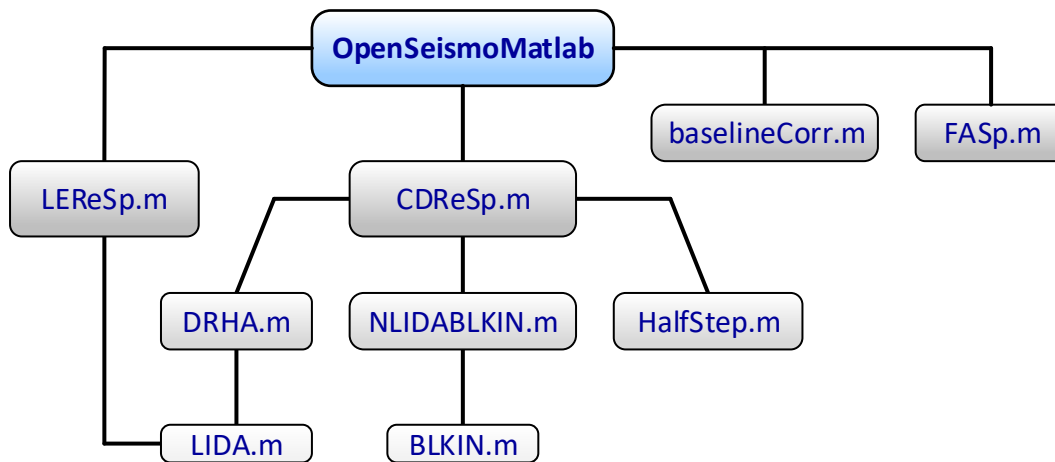 OpenSeismoMatlab
baselineCorr.m
FASp.m
LEReSp.m
CDReSp.m
DRHA.m
NLIDABLKIN.m
HalfStep.m
LIDA.m
BLKIN.m